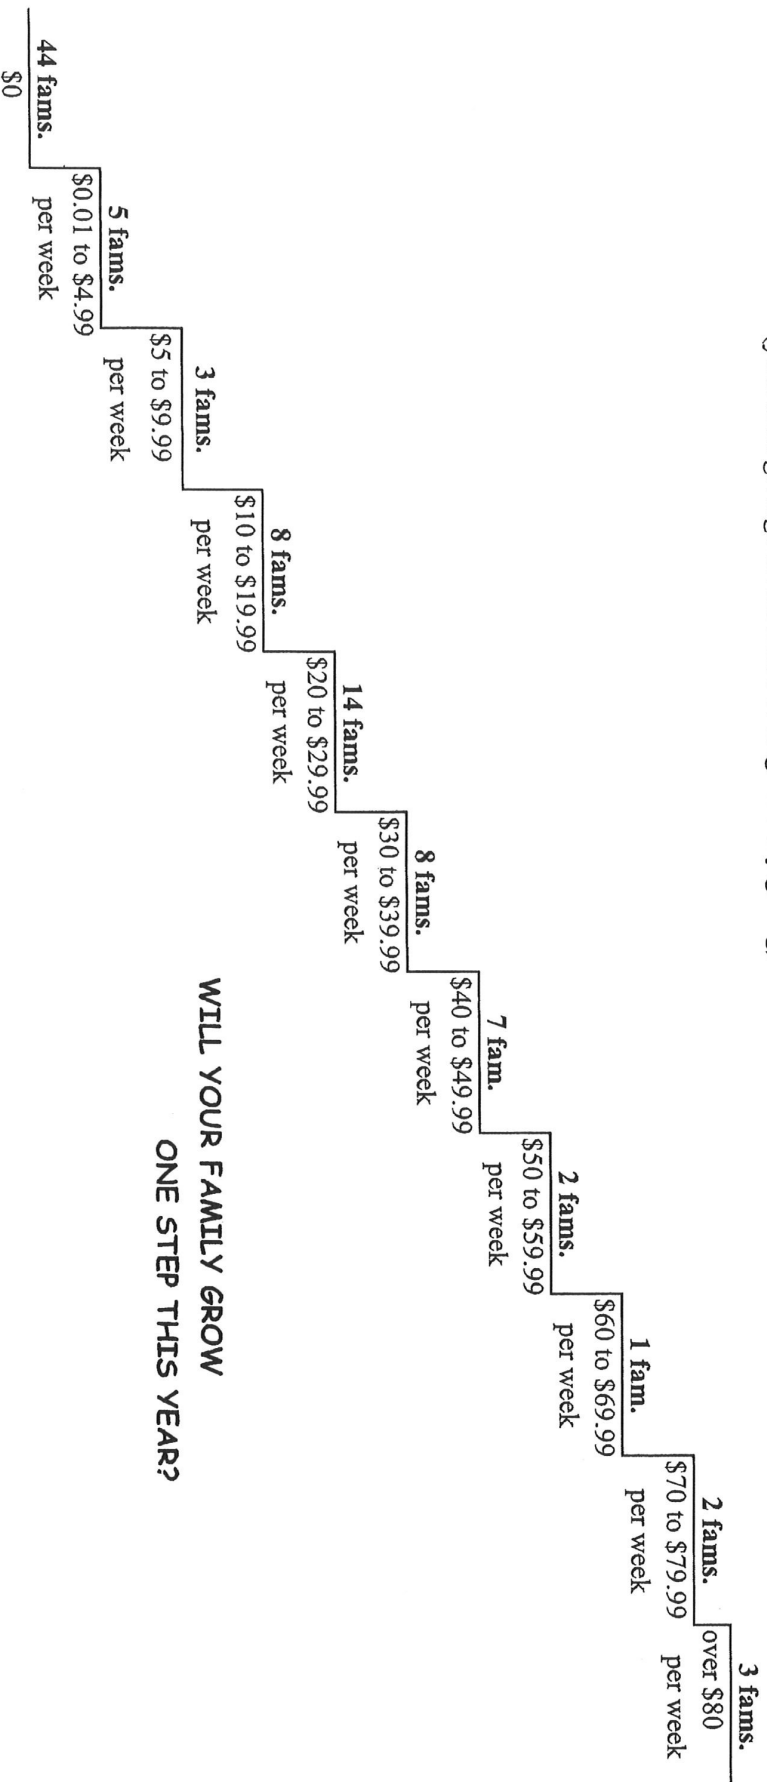 44 fams.
$0
5 fams.
$0.01 to $4.99
per week
3 fams.
$5 to $9.99
per week
8 fams.
$10 to $19.99
per week
14 fams.
$20 to $29.99
per week
8 fams.
$30 to $39.99
per week
7 fam.
$40 to $49.99
per week
2 fams.
$50 to $59.99
per week
1 fam.
$60 to $69.99
per week
2 fams.
$70 to $79.99
per week
3 fams.
over $80
per week
WILL YOUR FAMILY GROW
ONE STEP THIS YEAR?